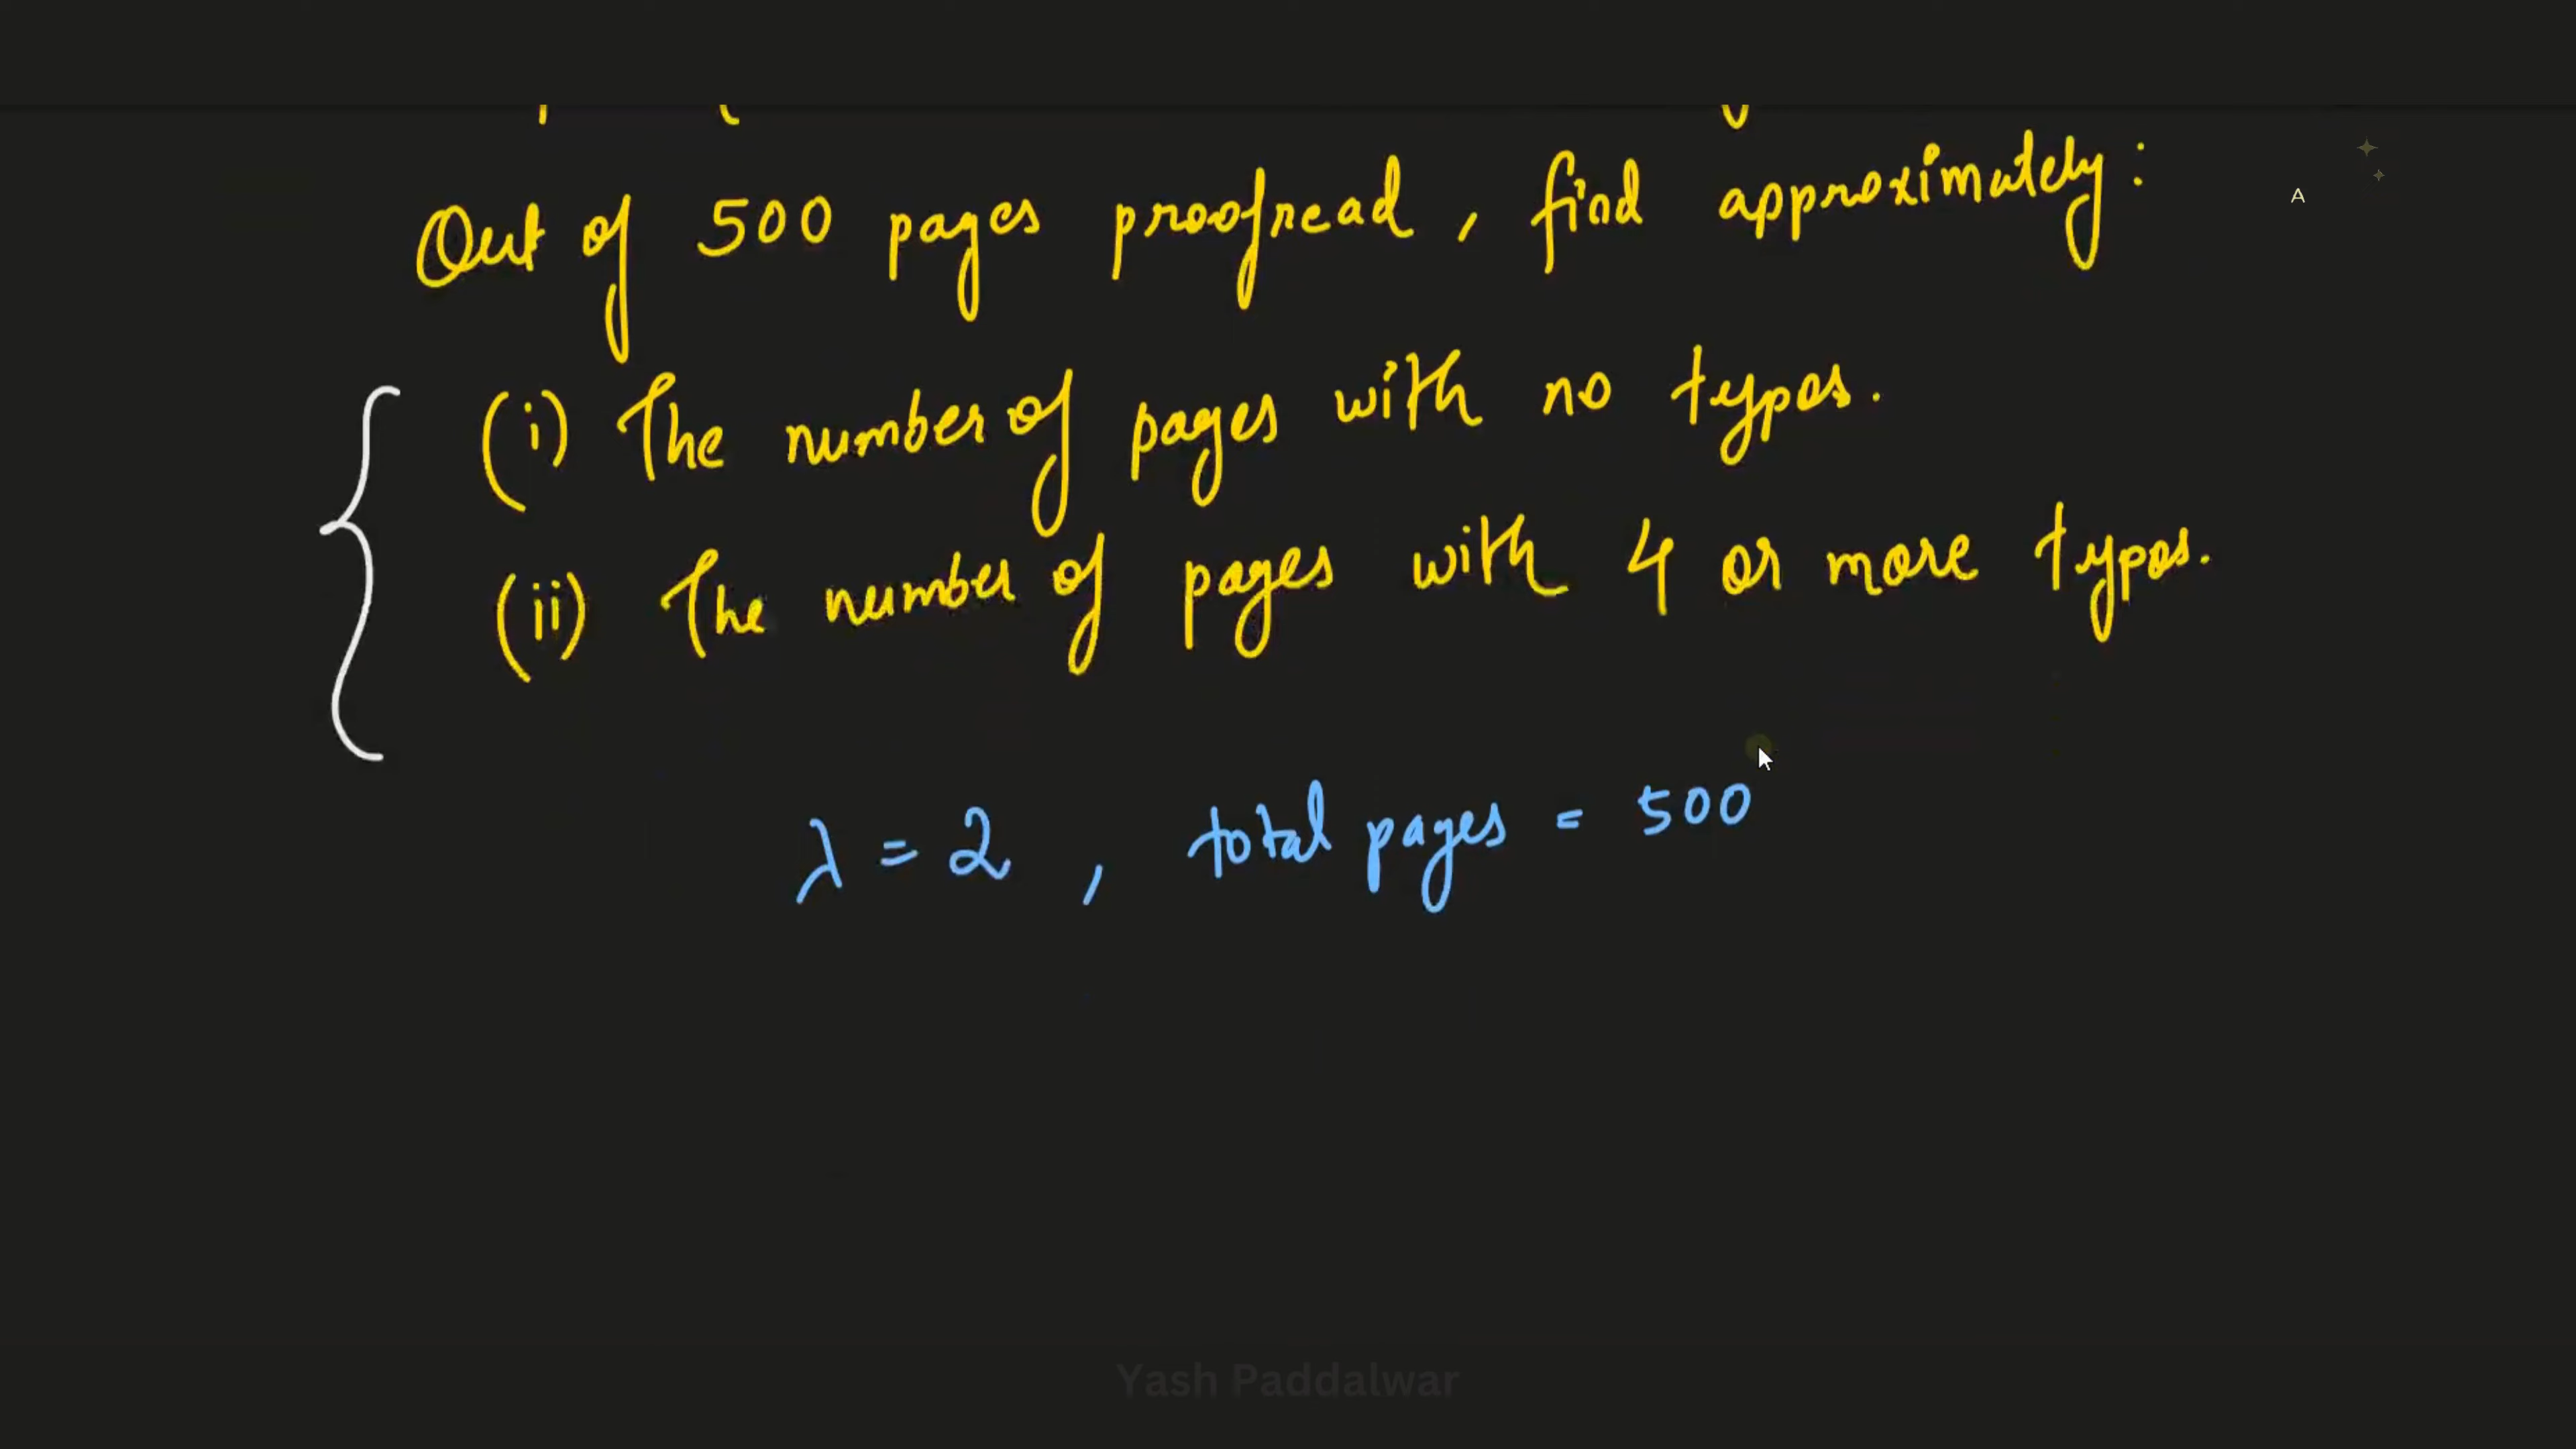 Out of 500 pages proofread, find approximately:
A
(i) The number of pages with no typos.
(ii) The number of pages with 4 or more typos.
λ = 2 , total pages = 500
Yash Paddalwar